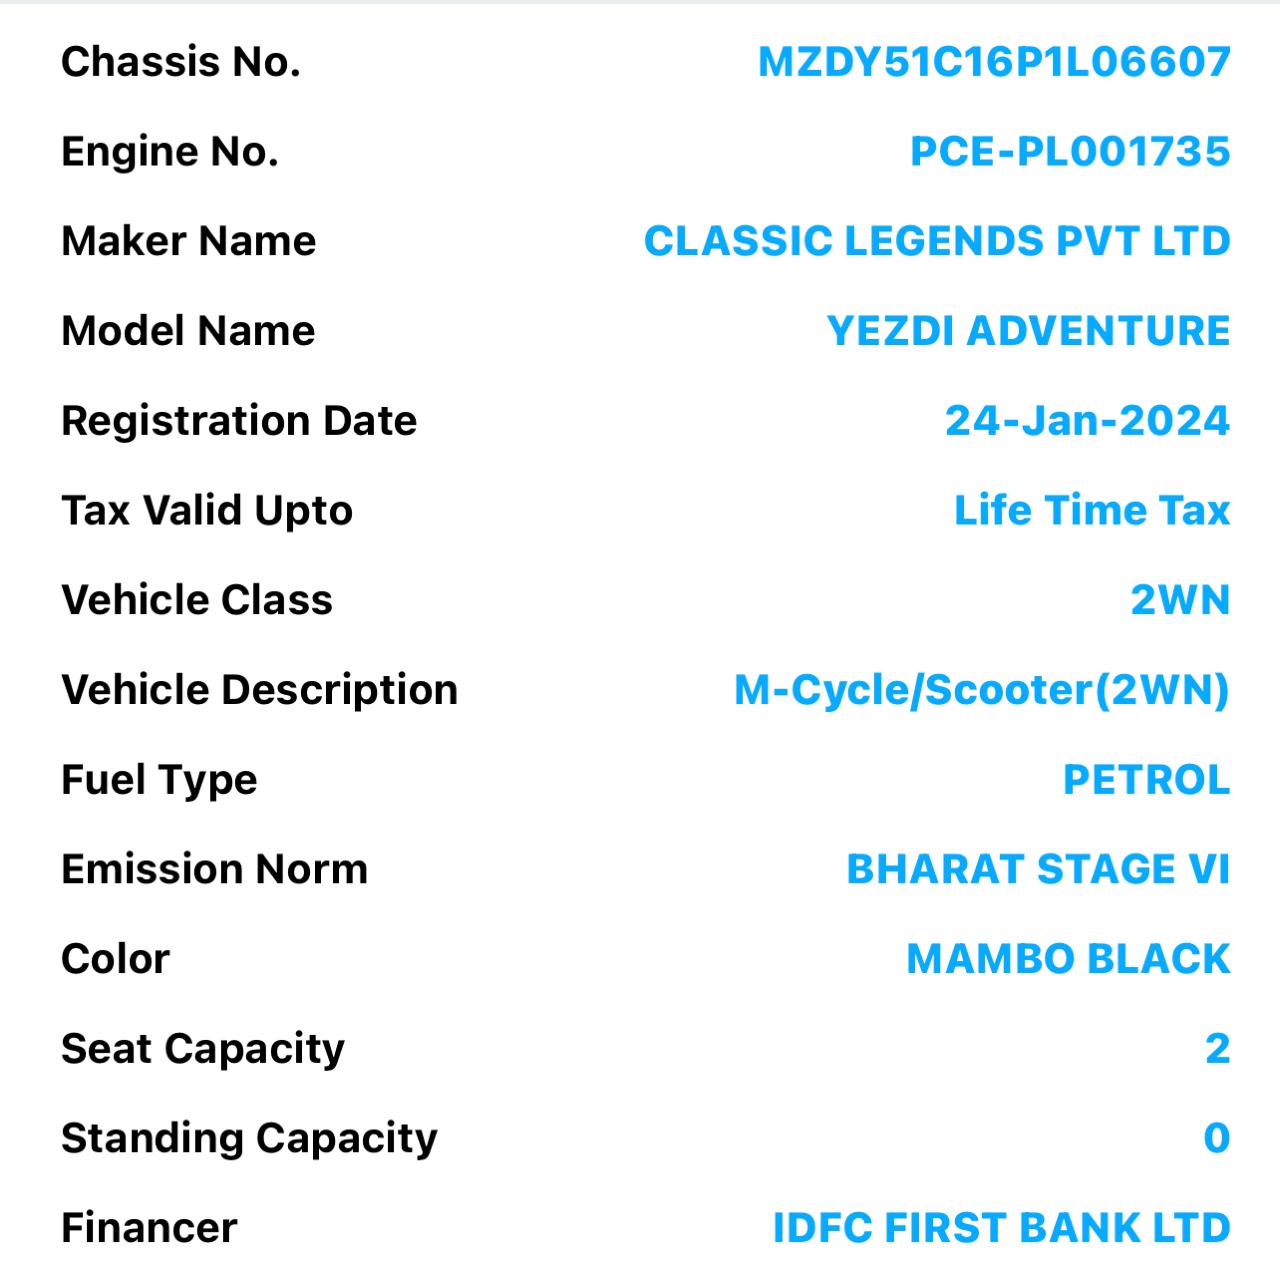 Chassis No. MZDY51C16P1L06607
Engine No. PCE-PL001735
Maker Name CLASSIC LEGENDS PVT LTD
Model Name YEZDI ADVENTURE
Registration Date 24-Jan-2024
Tax Valid Upto Life Time Tax
Vehicle Class 2WN
Vehicle Description M-Cycle/Scooter(2WN)
Fuel Type PETROL
Emission Norm BHARAT STAGE VI
Color MAMBO BLACK
Seat Capacity 2
Standing Capacity 0
Financer IDFC FIRST BANK LTD